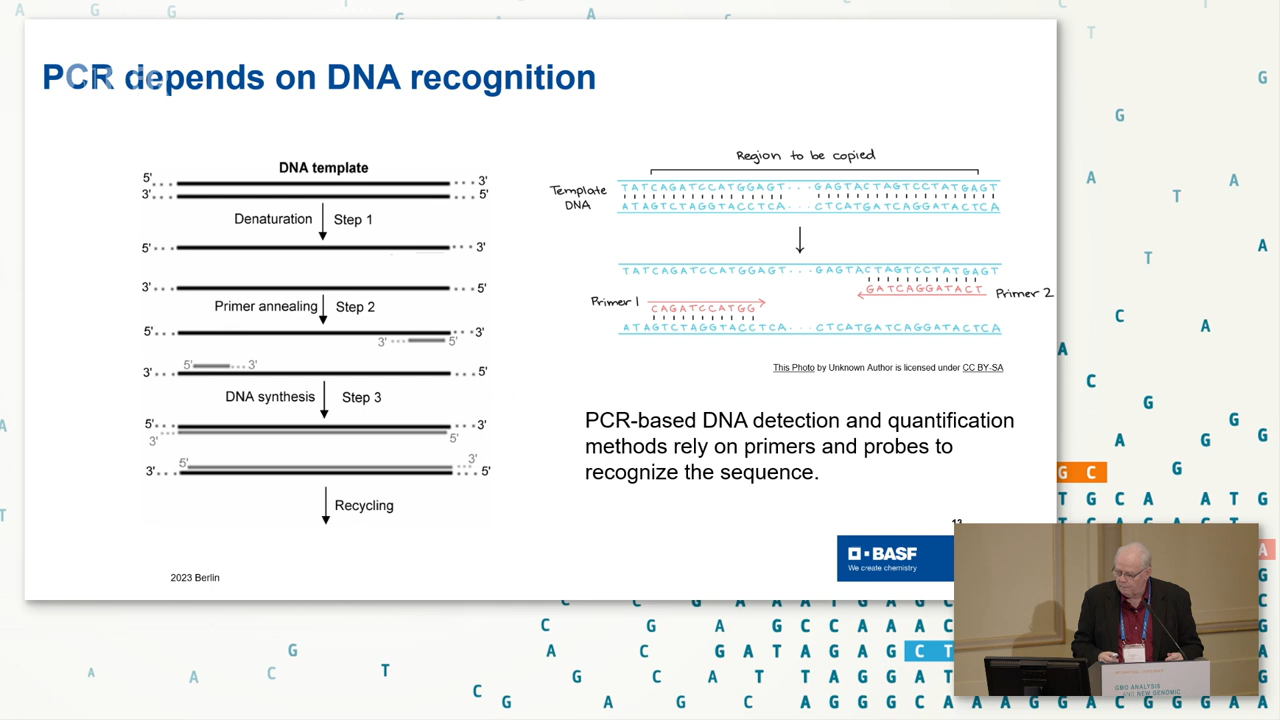 PCR depends on DNA recognition
DNA template
5' 3'
3' 5'
Denaturation Step 1
5' 3'
3' 5'
Primer annealing Step 2
5' 3'
3' 5'
5' 3'
3' 5'
DNA synthesis Step 3
5' 3'
3' 5'
5' 3'
3' 5'
Recycling
2023 Berlin
Region to be copied
Template
DNA
TATCAGATCCATGGAGT...GAGTACTAGTCCTATGAGT
ATAGTCTAGGTACCTCA...CTCATGATCAGGATACTCA
TATCAGATCCATGGAGT...GAGTACTAGTCCTATGAGT
GATCAGGATACT Primer 2
Primer 1
CAGATCCATGG
ATAGTCTAGGTACCTCA...CTCATGATCAGGATACTCA
This Photo by Unknown Author is licensed under CC BY-SA
PCR-based DNA detection and quantification
methods rely on primers and probes to
recognize the sequence.
BASF
We create chemistry
GMO ANALYSIS
AND NEW GENOMIC